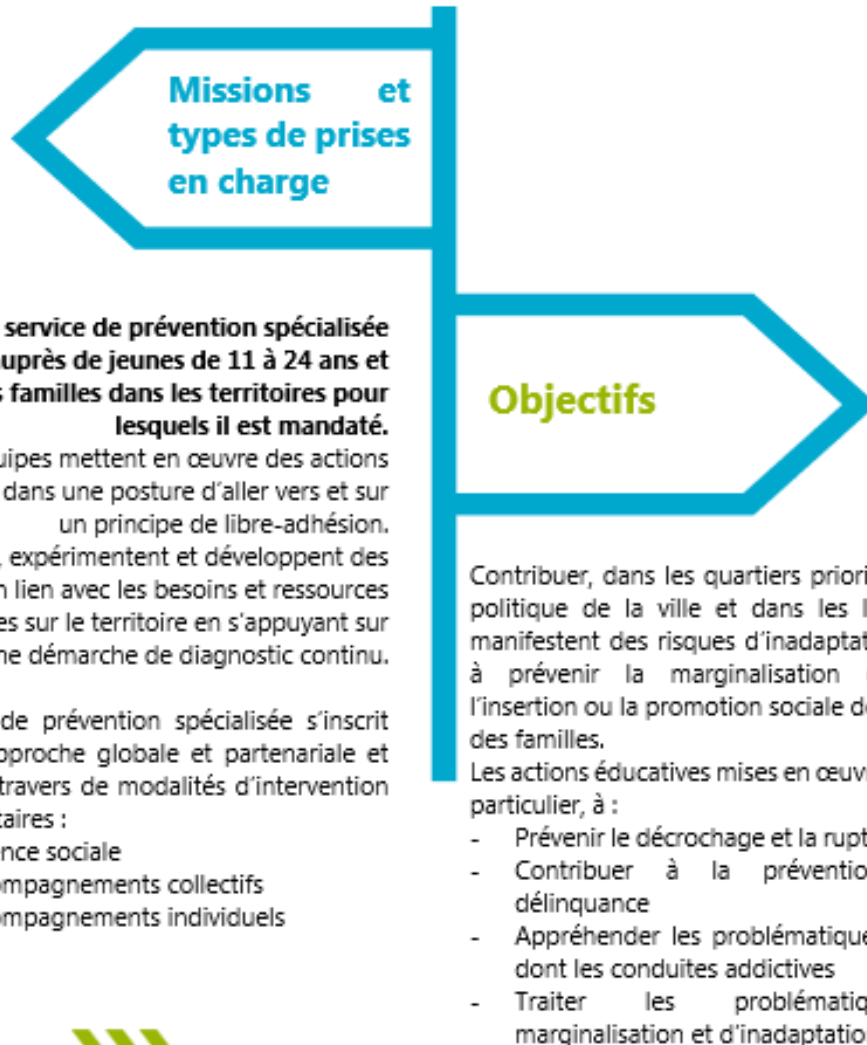 Missions et
types de prises
en charge
service de prévention spécialisée
uprès de jeunes de 11 à 24 ans et
s familles dans les territoires pour
lesquels il est mandaté.
uipes mettent en œuvre des actions
dans une posture d'aller vers et sur
un principe de libre-adhésion.
, expérimentent et développent des
n lien avec les besoins et ressources
es sur le territoire en s'appuyant sur
ne démarche de diagnostic continu.
de prévention spécialisée s'inscrit
pproche globale et partenariale et
travers de modalités d'intervention
taires :
nce sociale
mpagnements collectifs
mpagnements individuels
Objectifs
Contribuer, dans les quartiers priori
politique de la ville et dans les l
manifestent des risques d'inadaptat
à prévenir la marginalisation
l'insertion ou la promotion sociale d
des familles.
Les actions éducatives mises en œuv
particulier, à :
- Prévenir le décrochage et la rupt
- Contribuer à la prévention
délinquance
- Appréhender les problématique
dont les conduites addictives
- Traiter les problématiq
marginalisation et d'inadaptatio